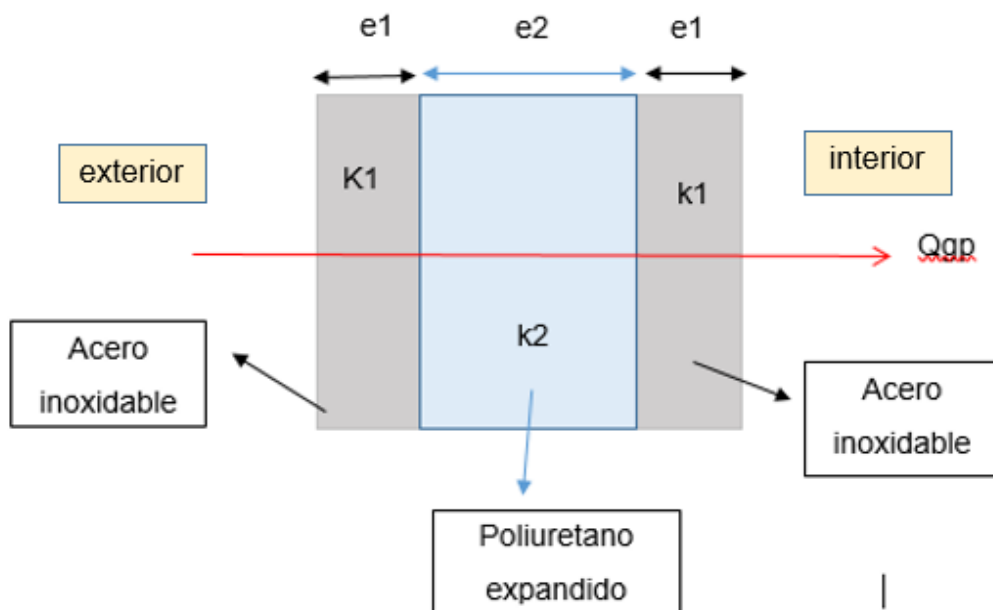 e1
e2
e1
exterior
K1
k1
interior
Qgp
k2
Acero
inoxidable
Acero
inoxidable
Poliuretano
expandido